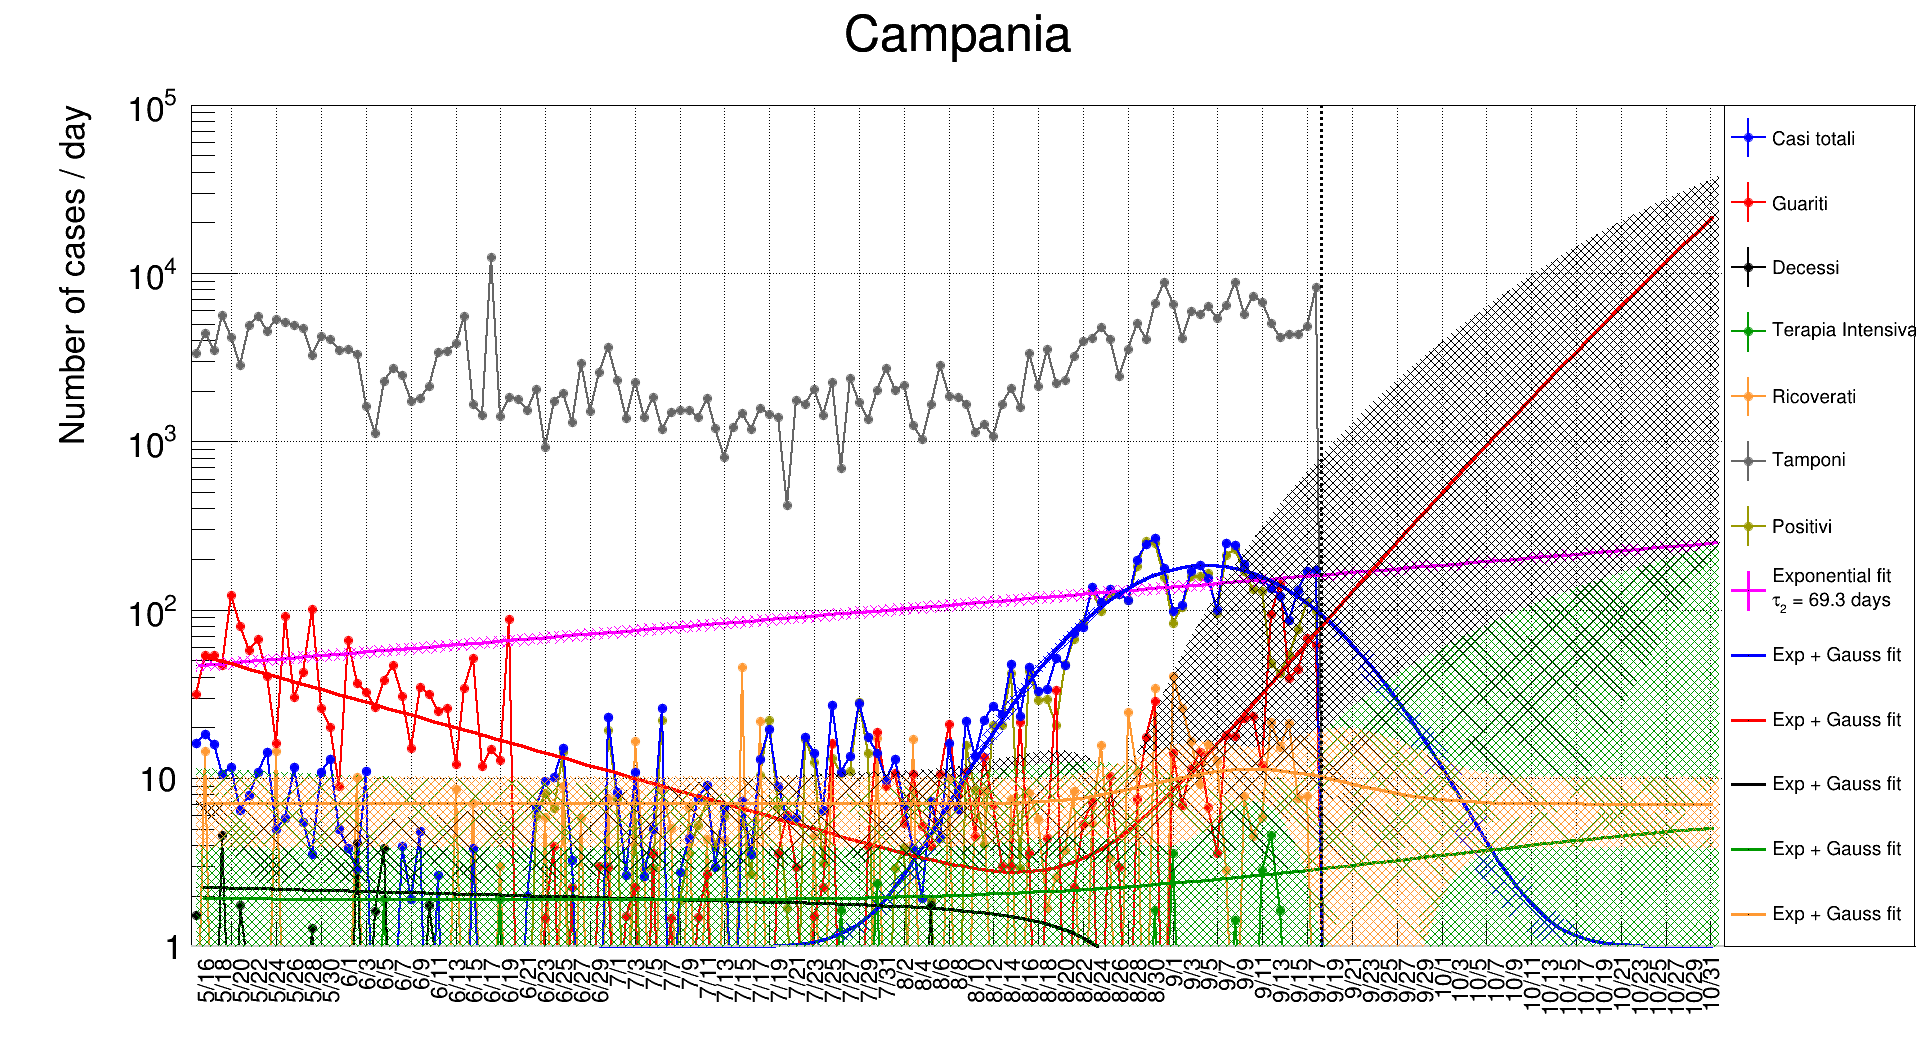 Campania
Number of cases / day
10^5
10^4
10^3
10^2
10
1
5/16 5/18 5/20 5/22 5/24 5/26 5/28 5/30 6/1 6/3 6/5 6/7 6/9 6/11 6/13 6/15 6/17 6/19 6/21 6/23 6/25 6/27 6/29 7/1 7/3 7/5 7/7 7/9 7/11 7/13 7/15 7/17 7/19 7/21 7/23 7/25 7/27 7/29 7/31 8/2 8/4 8/6 8/8 8/10 8/12 8/14 8/16 8/18 8/20 8/22 8/24 8/26 8/28 8/30 9/1 9/3 9/5 9/7 9/9 9/11 9/13 9/15 9/17 9/19 9/21 9/23 9/25 9/27 9/29 10/1 10/3 10/5 10/7 10/9 10/11 10/13 10/15 10/17 10/19 10/21 10/23 10/25 10/27 10/29 10/31
Casi totali
Guariti
Decessi
Terapia Intensiva
Ricoverati
Tamponi
Positivi
Exponential fit
τ₂ = 69.3 days
Exp + Gauss fit
Exp + Gauss fit
Exp + Gauss fit
Exp + Gauss fit
Exp + Gauss fit